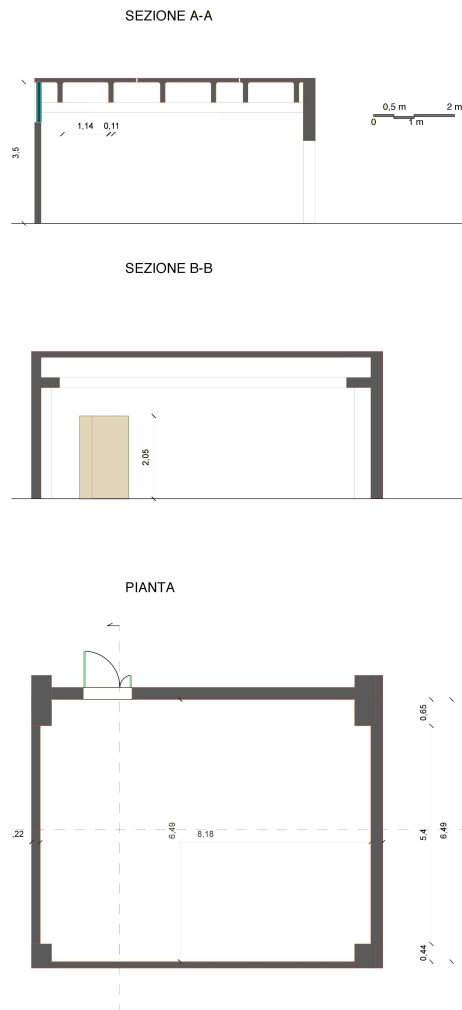 SEZIONE A-A
0,5 m 2 m
0 1 m
1,14 0,11
3,5
SEZIONE B-B
2,05
PIANTA
0.65
,22 6,49 8,18 5,4 6,49
0.44